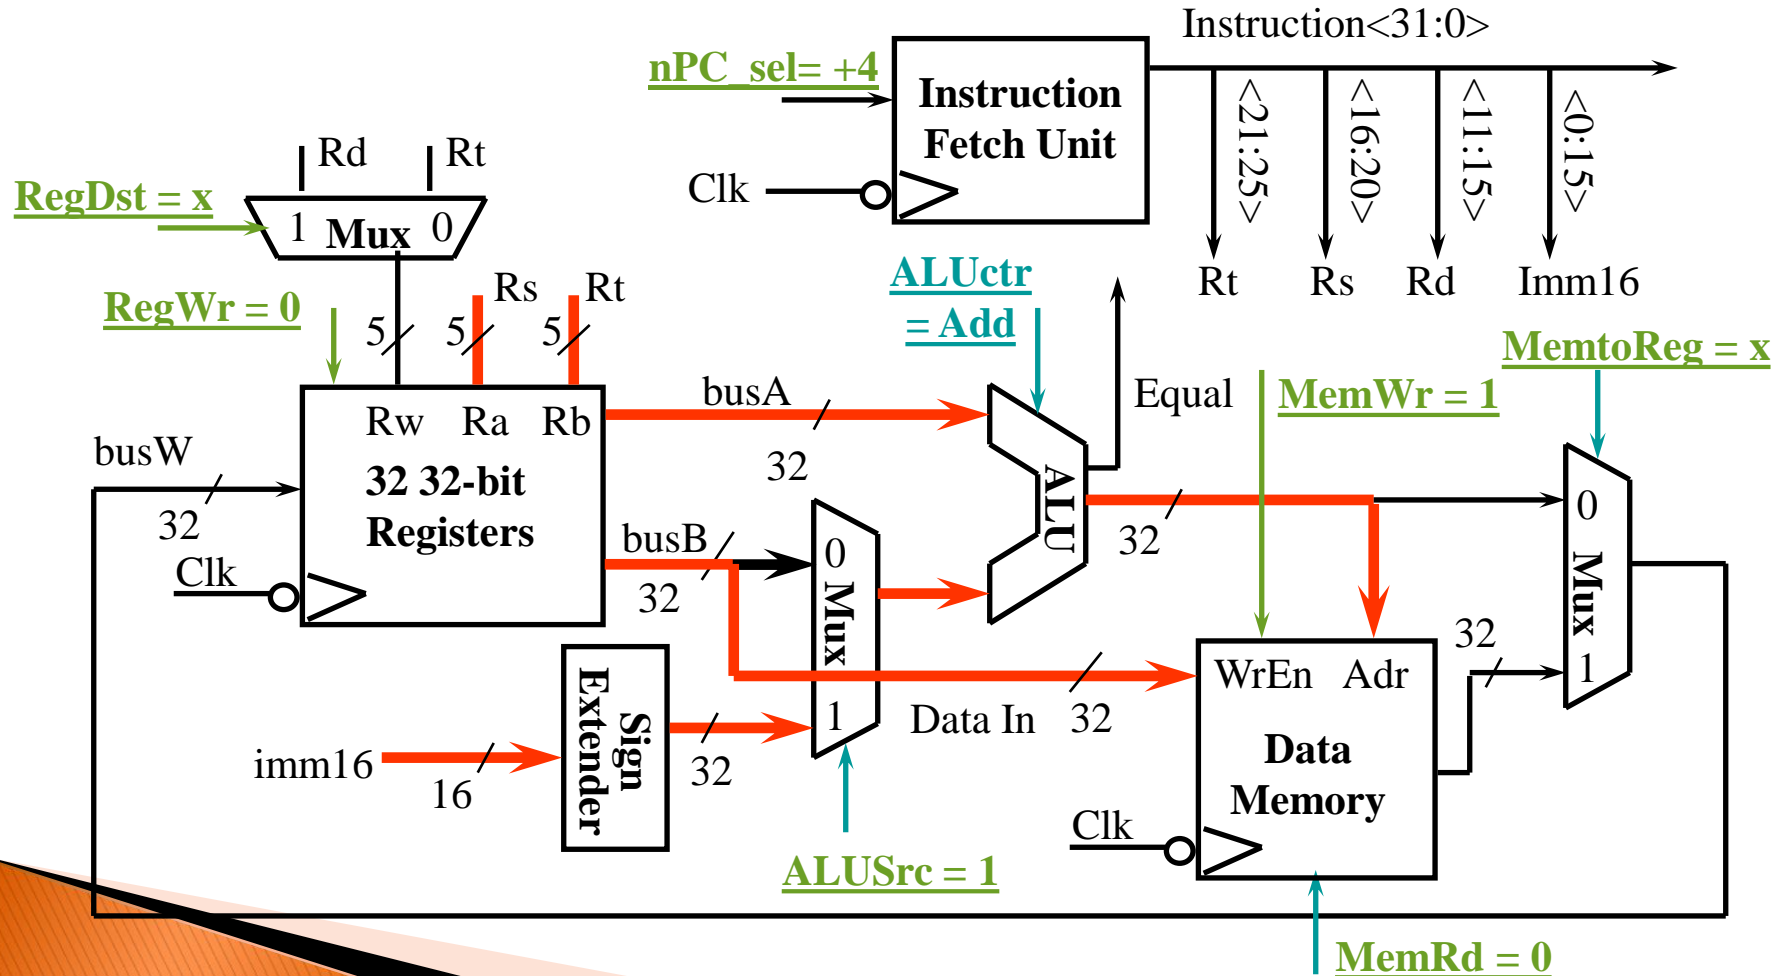 Instruction<31:0>
nPC_sel= +4
Instruction
Fetch Unit
Clk
<21:25>
<16:20>
<11:15>
<0:15>
Rt
Rs
Rd
Imm16
Rd
Rt
RegDst = x
1
Mux
0
RegWr = 0
5
5
Rs
5
Rt
ALUctr
= Add
MemtoReg = x
busA
32
Equal
MemWr = 1
Rw
Ra
Rb
32 32-bit
Registers
busW
32
Clk
busB
32
0
Mux
1
ALU
32
0
Mux
1
32
WrEn
Adr
Data In
32
Data
Memory
Clk
imm16
16
Sign
Extender
32
ALUSrc = 1
MemRd = 0